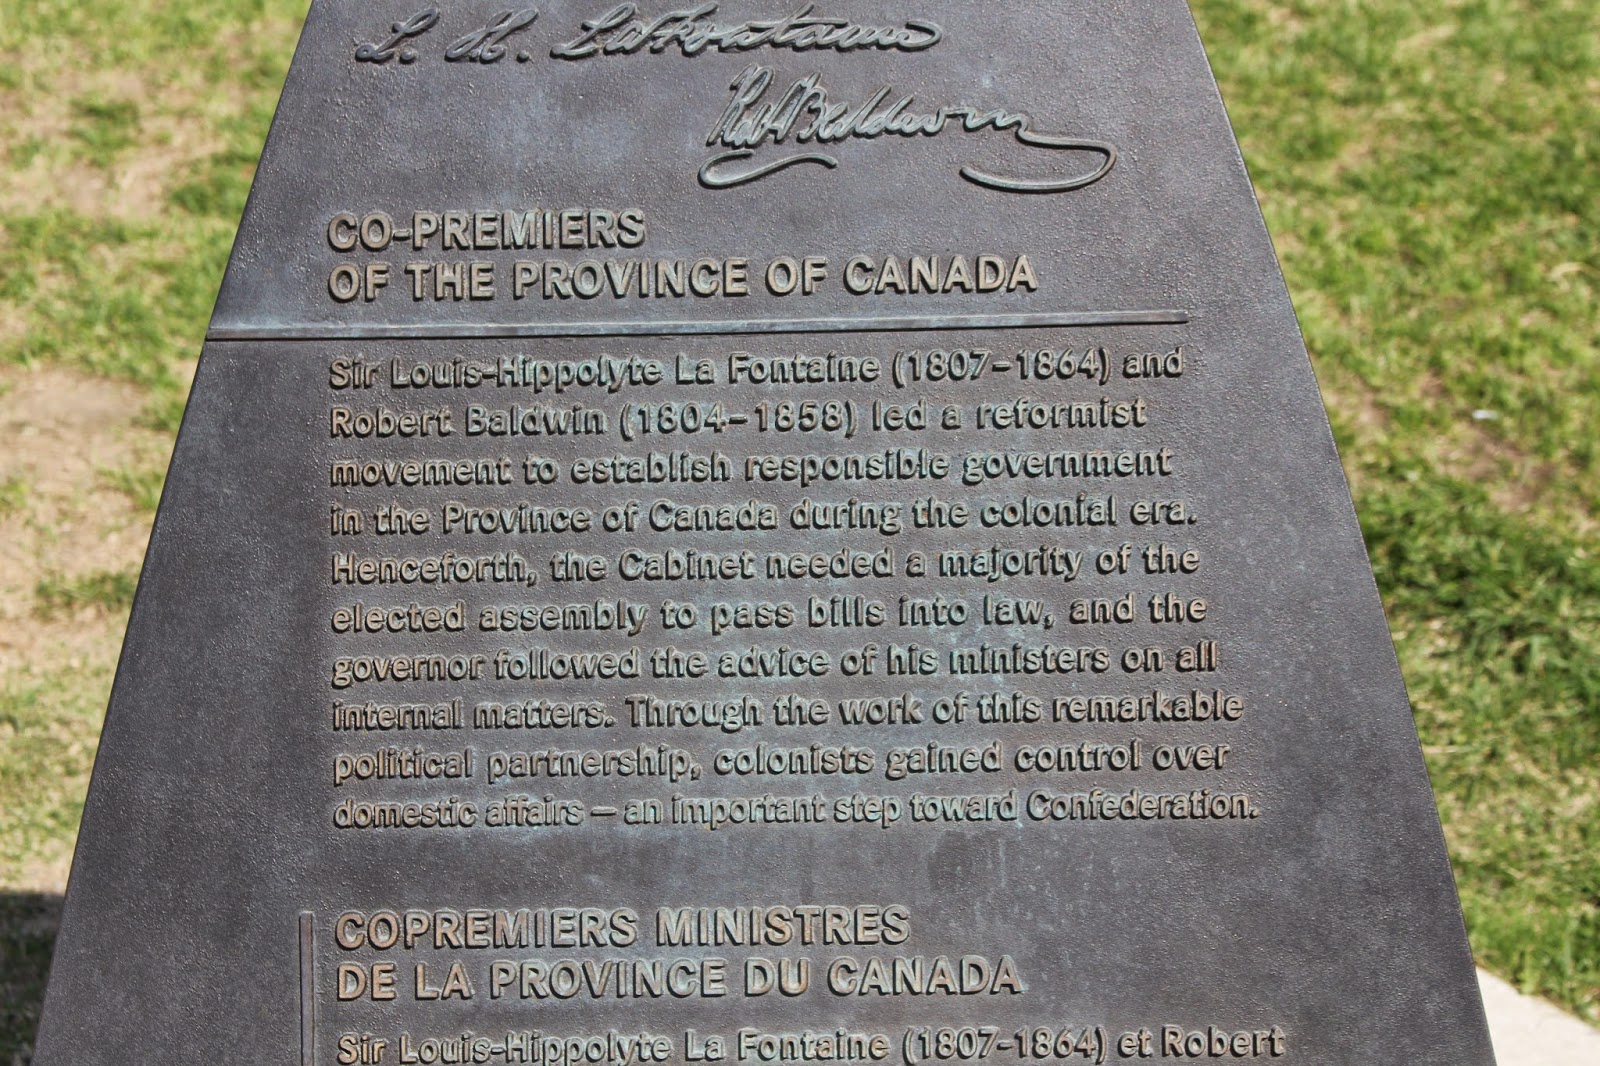 L. H. LaFontaine
Robt Baldwin
CO-PREMIERS
OF THE PROVINCE OF CANADA
Sir Louis-Hippolyte La Fontaine (1807–1864) and
Robert Baldwin (1804–1858) led a reformist
movement to establish responsible government
in the Province of Canada during the colonial era.
Henceforth, the Cabinet needed a majority of the
elected assembly to pass bills into law, and the
governor followed the advice of his ministers on all
internal matters. Through the work of this remarkable
political partnership, colonists gained control over
domestic affairs – an important step toward Confederation.
COPREMIERS MINISTRES
DE LA PROVINCE DU CANADA
Sir Louis-Hippolyte La Fontaine (1807-1864) et Robert